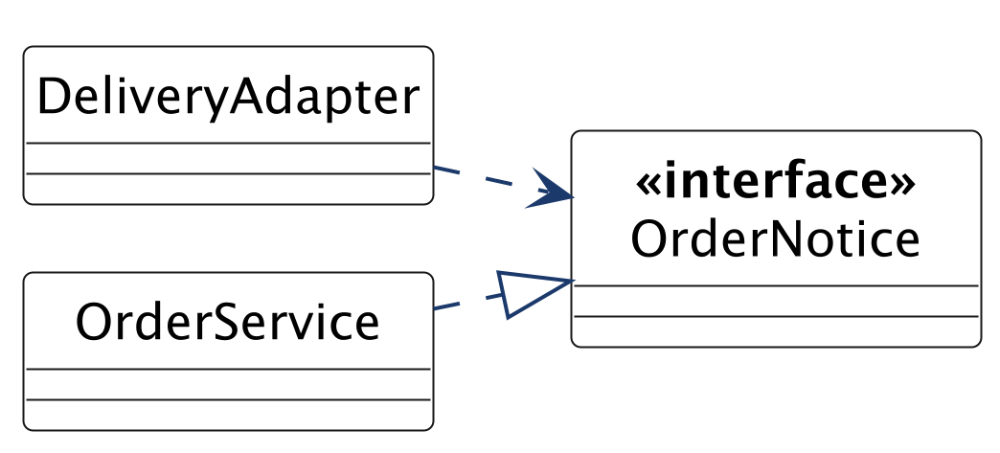 DeliveryAdapter
«interface»
OrderNotice
OrderService